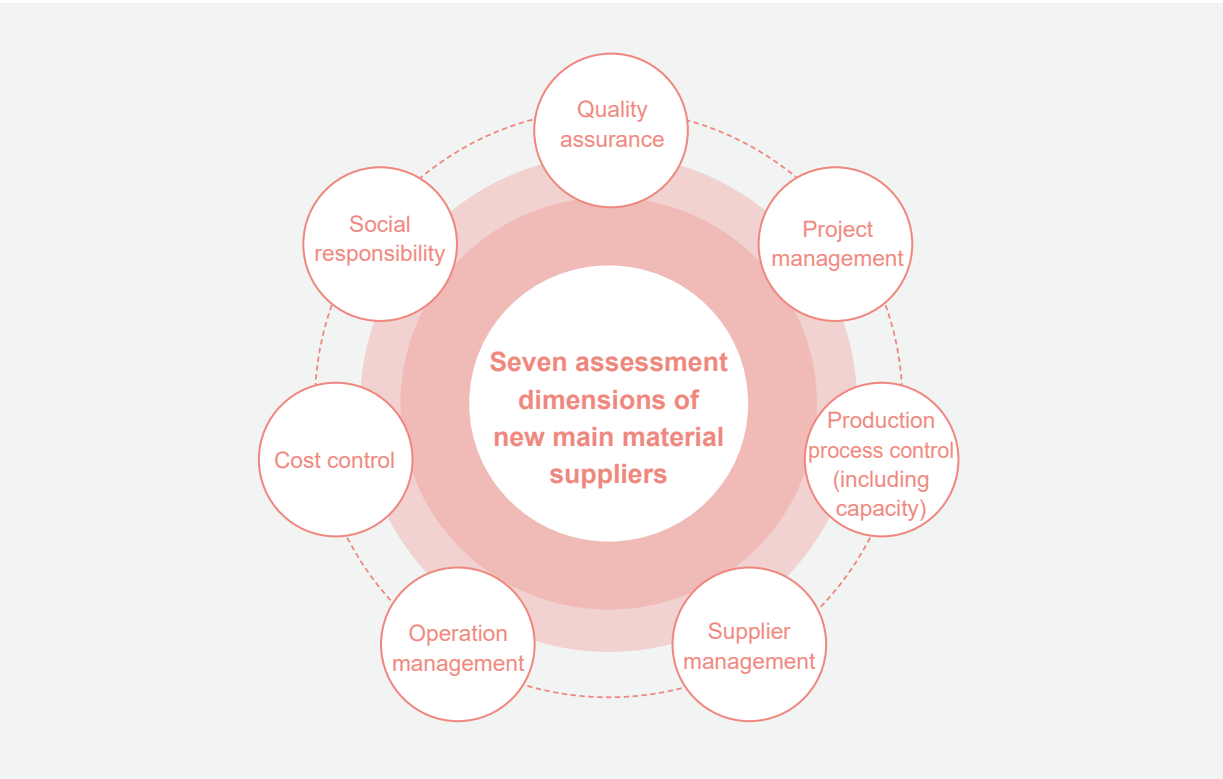 Quality
assurance
Project
management
Production
process control
(including
capacity)
Supplier
management
Operation
management
Cost control
Social
responsibility
Seven assessment
dimensions of
new main material
suppliers